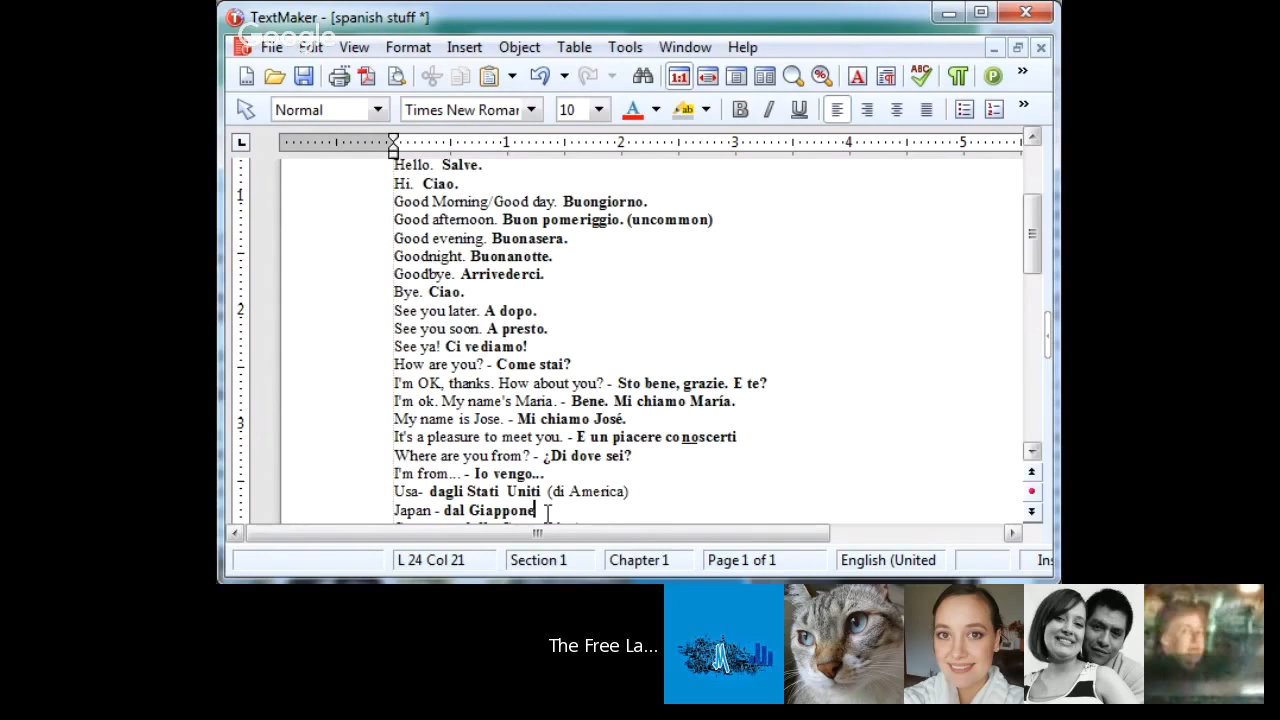 TextMaker - [spanish stuff *]
Google
File Edit View Format Insert Object Table Tools Window Help
Normal Times New Roman 10
1 2 3 4 5
Hello. Salve.
Hi. Ciao.
Good Morning/Good day. Buongiorno.
Good afternoon. Buon pomeriggio. (uncommon)
Good evening. Buonasera.
Goodnight. Buonanotte.
Goodbye. Arrivederci.
Bye. Ciao.
See you later. A dopo.
See you soon. A presto.
See ya! Ci vediamo!
How are you? - Come stai?
I'm OK, thanks. How about you? - Sto bene, grazie. E te?
I'm ok. My name's Maria. - Bene. Mi chiamo María.
My name is Jose. - Mi chiamo José.
It's a pleasure to meet you. - E un piacere conoscerti
Where are you from? - ¿Di dove sei?
I'm from... - Io vengo...
Usa- dagli Stati Uniti (di America)
Japan - dal Giappone
L 24 Col 21 Section 1 Chapter 1 Page 1 of 1 English (United Ins
The Free La...